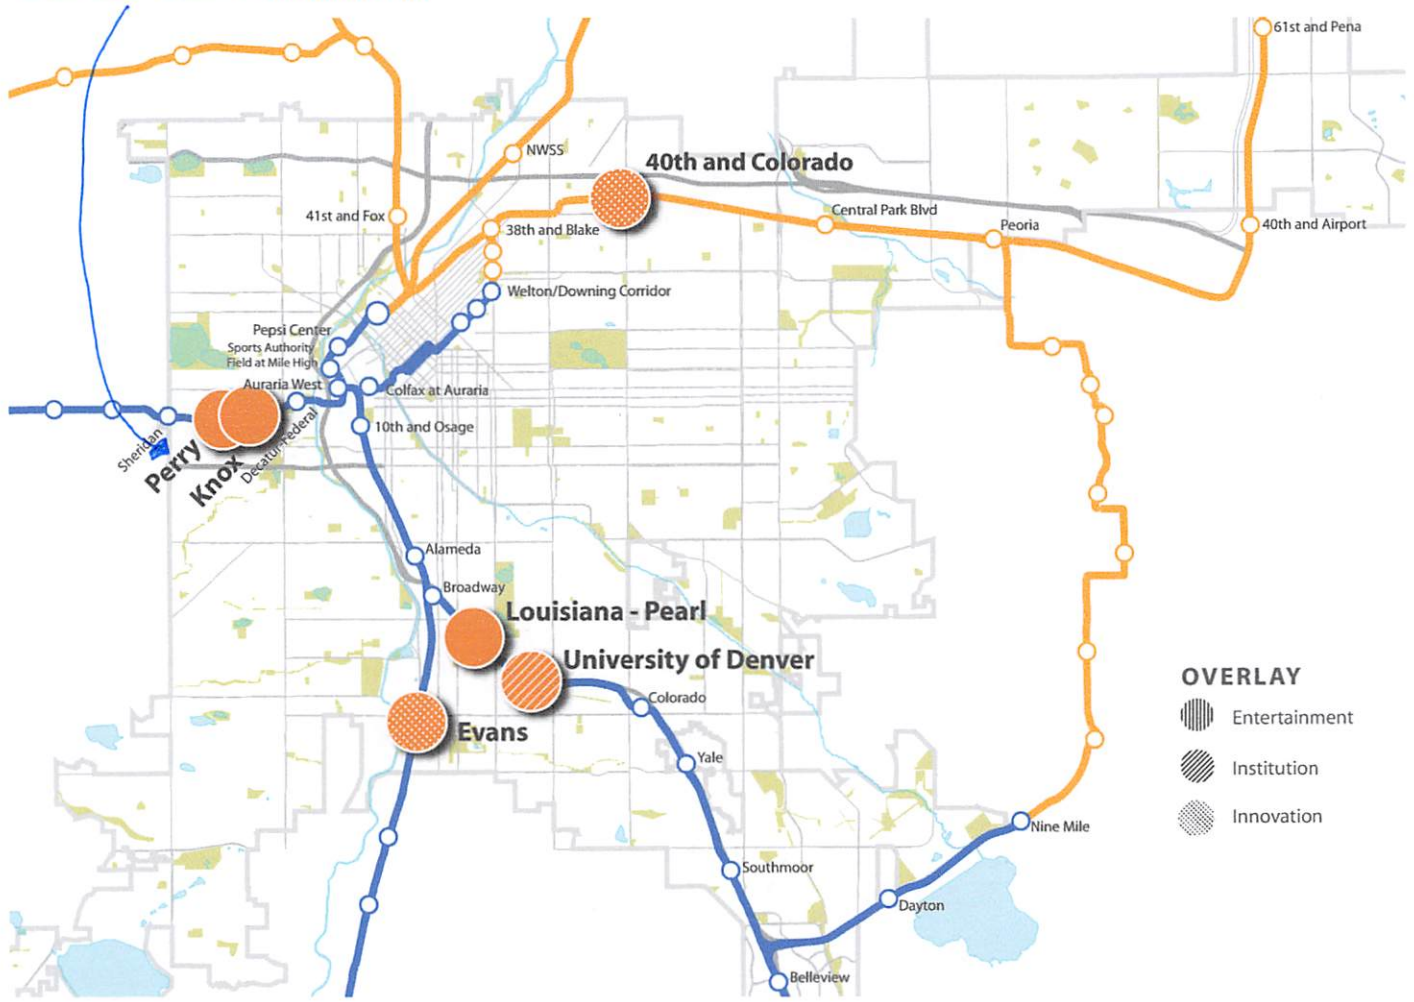 61st and Pena
NWSS
40th and Colorado
41st and Fox
38th and Blake
Central Park Blvd
Peoria
40th and Airport
Welton/Downing Corridor
Pepsi Center
Sports Authority
Field at Mile High
Auraria West
Colfax at Auraria
10th and Osage
Sheridan
Perry
Knox
Decatur-Federal
Alameda
Broadway
Louisiana - Pearl
University of Denver
Colorado
Evans
Yale
OVERLAY
Entertainment
Institution
Innovation
Nine Mile
Southmoor
Dayton
Belleview